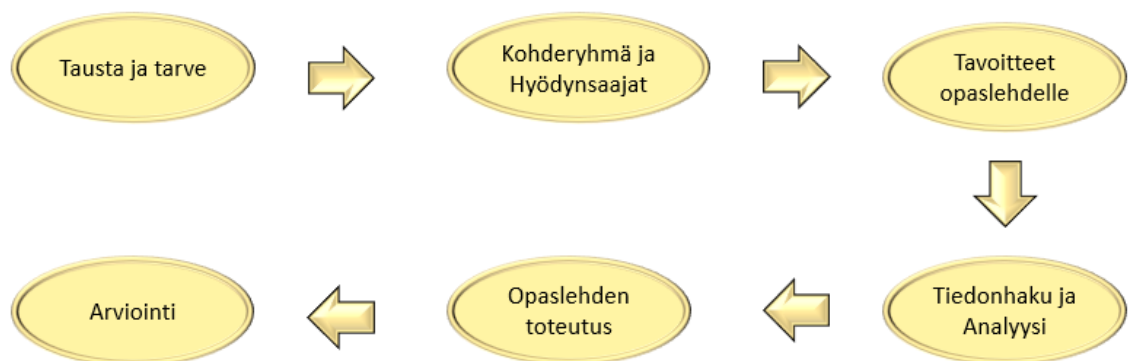 Tausta ja tarve
Kohderyhmä ja
Hyödynsaajat
Tavoitteet
opaslehdelle
Tiedonhaku ja
Analyysi
Opaslehden
toteutus
Arviointi